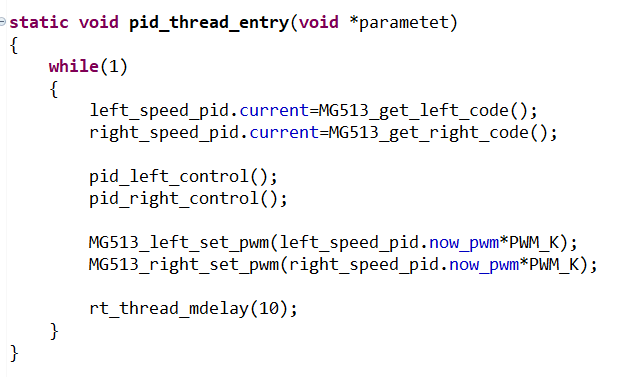 static void pid_thread_entry(void *parametet)
{
    while(1)
    {
        left_speed_pid.current=MG513_get_left_code();
        right_speed_pid.current=MG513_get_right_code();

        pid_left_control();
        pid_right_control();

        MG513_left_set_pwm(left_speed_pid.now_pwm*PWM_K);
        MG513_right_set_pwm(right_speed_pid.now_pwm*PWM_K);

        rt_thread_mdelay(10);
    }
}